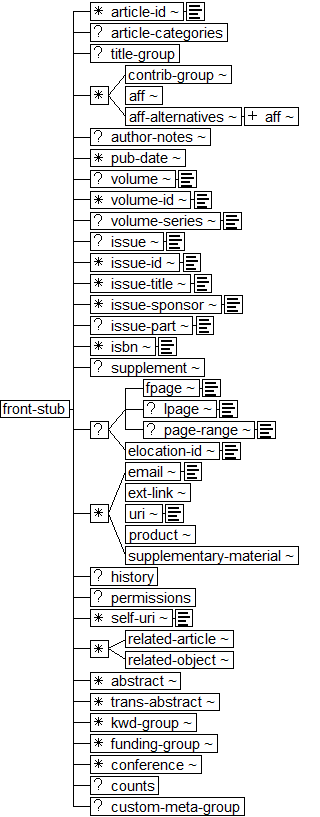 * article-id ~
? article-categories
? title-group
*
contrib-group ~
aff ~
aff-alternatives ~ + aff ~
? author-notes ~
* pub-date ~
? volume ~
* volume-id ~
? volume-series ~
? issue ~
* issue-id ~
* issue-title ~
* issue-sponsor ~
? issue-part ~
* isbn ~
? supplement ~
front-stub
?
fpage ~
? lpage ~
? page-range ~
elocation-id ~
*
email ~
ext-link ~
uri ~
product ~
supplementary-material ~
? history
? permissions
* self-uri ~
*
related-article ~
related-object ~
* abstract ~
* trans-abstract ~
* kwd-group ~
* funding-group ~
* conference ~
? counts
? custom-meta-group